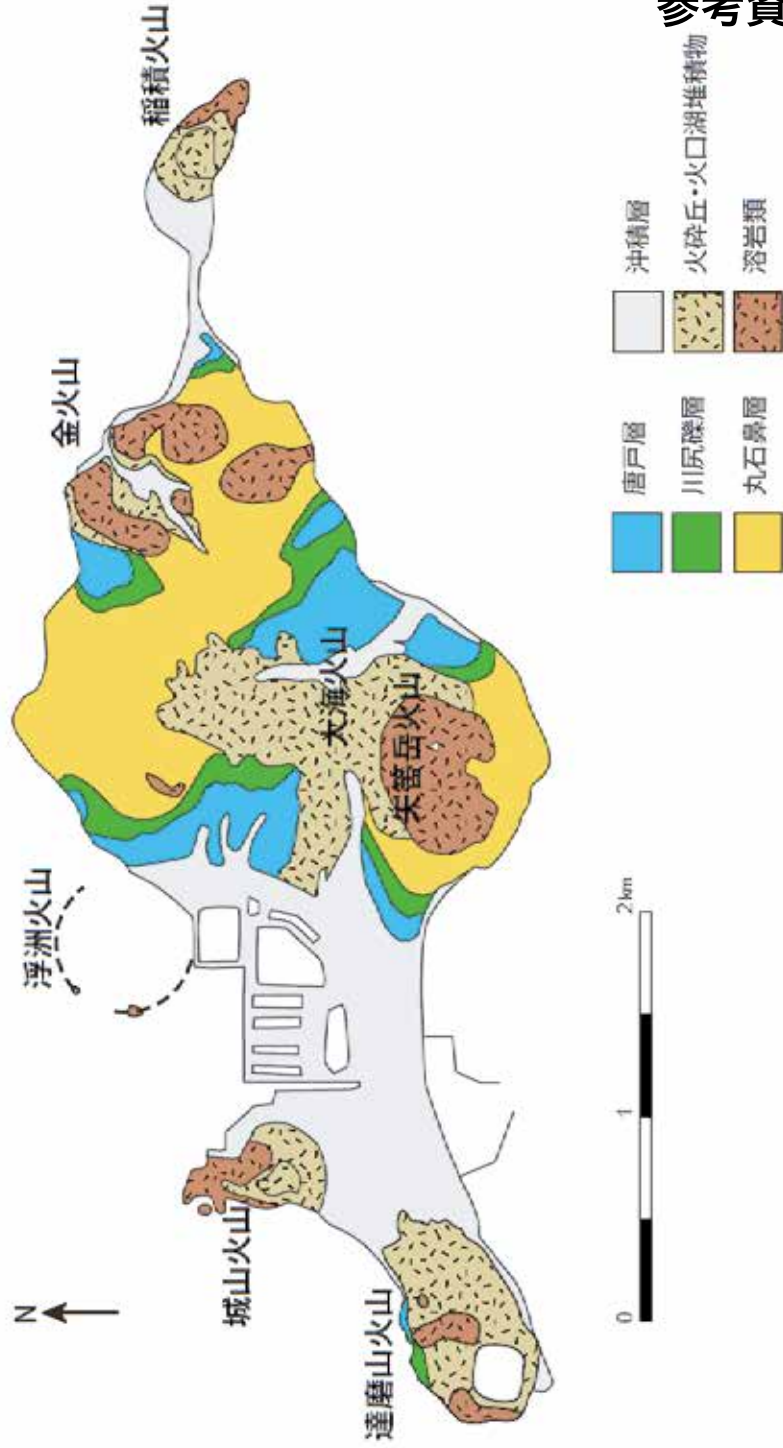 参考資
稲積火山
金火山
浮洲火山
大海火山
矢筈岳火山
城山火山
達磨山火山
N
0
1
2km
唐戸層
川尻礫層
丸石鼻層
沖積層
火砕丘・火口湖堆積物
溶岩類